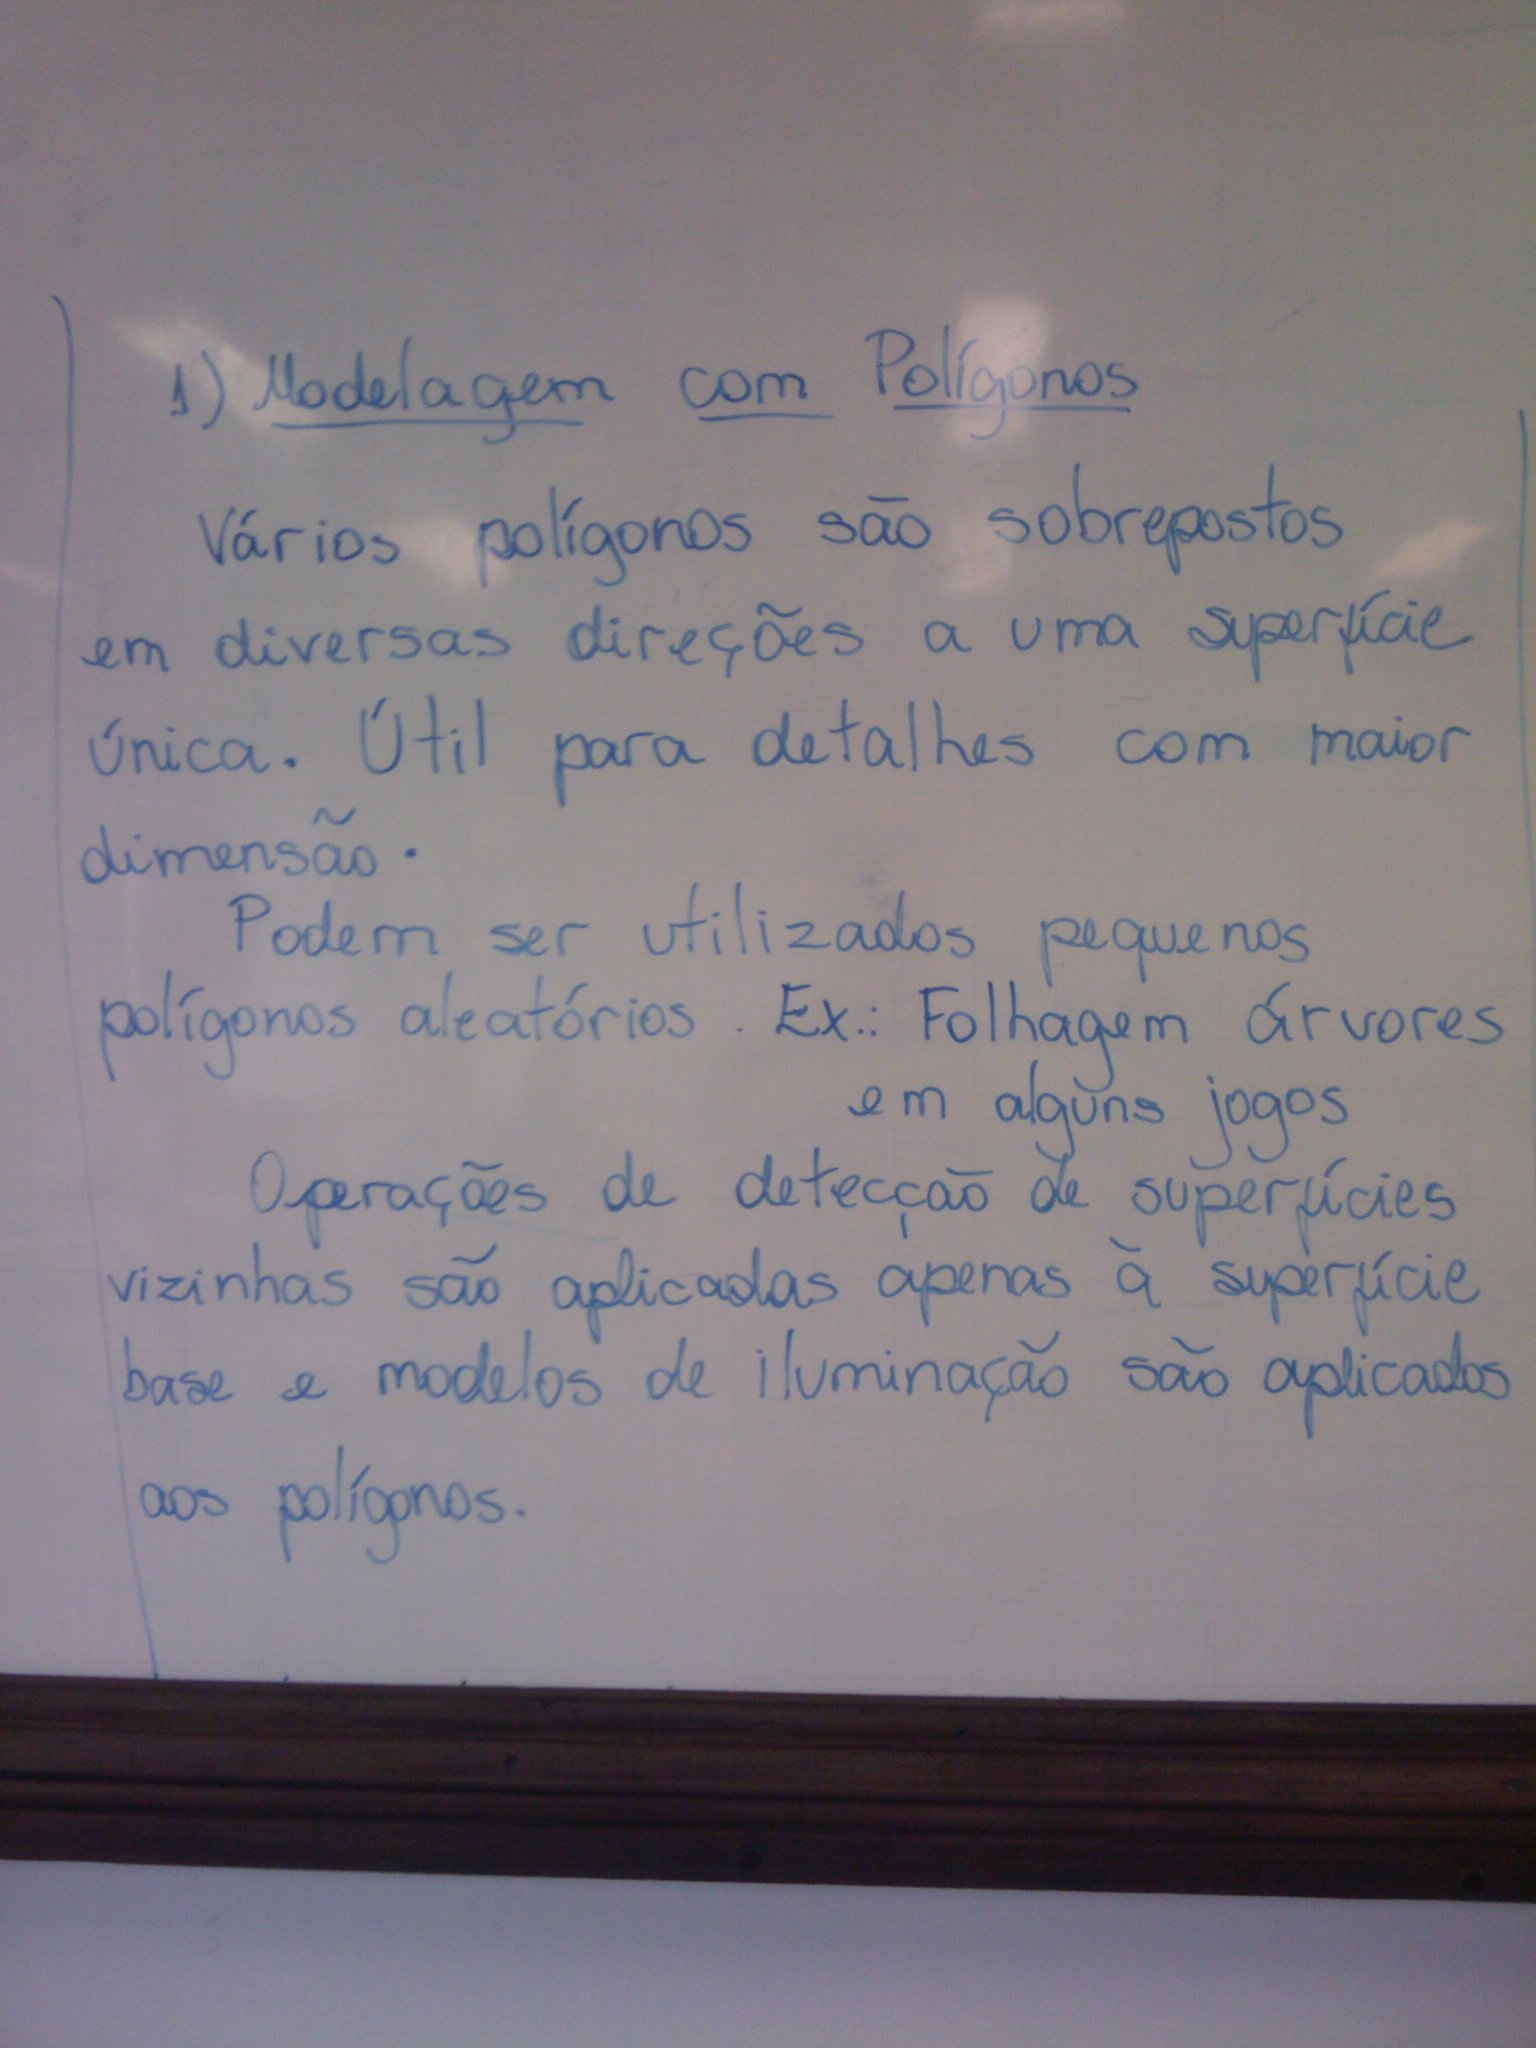 1) Modelagem com Polígonos
Vários polígonos são sobrepostos
em diversas direções a uma superfície
única. Útil para detalhes com maior
dimensão.
Podem ser utilizados pequenos
polígonos aleatórios. Ex.: Folhagem árvores
em alguns jogos
Operações de detecção de superfícies
vizinhas são aplicadas apenas à superfície
base e modelos de iluminação são aplicados
aos polígonos.